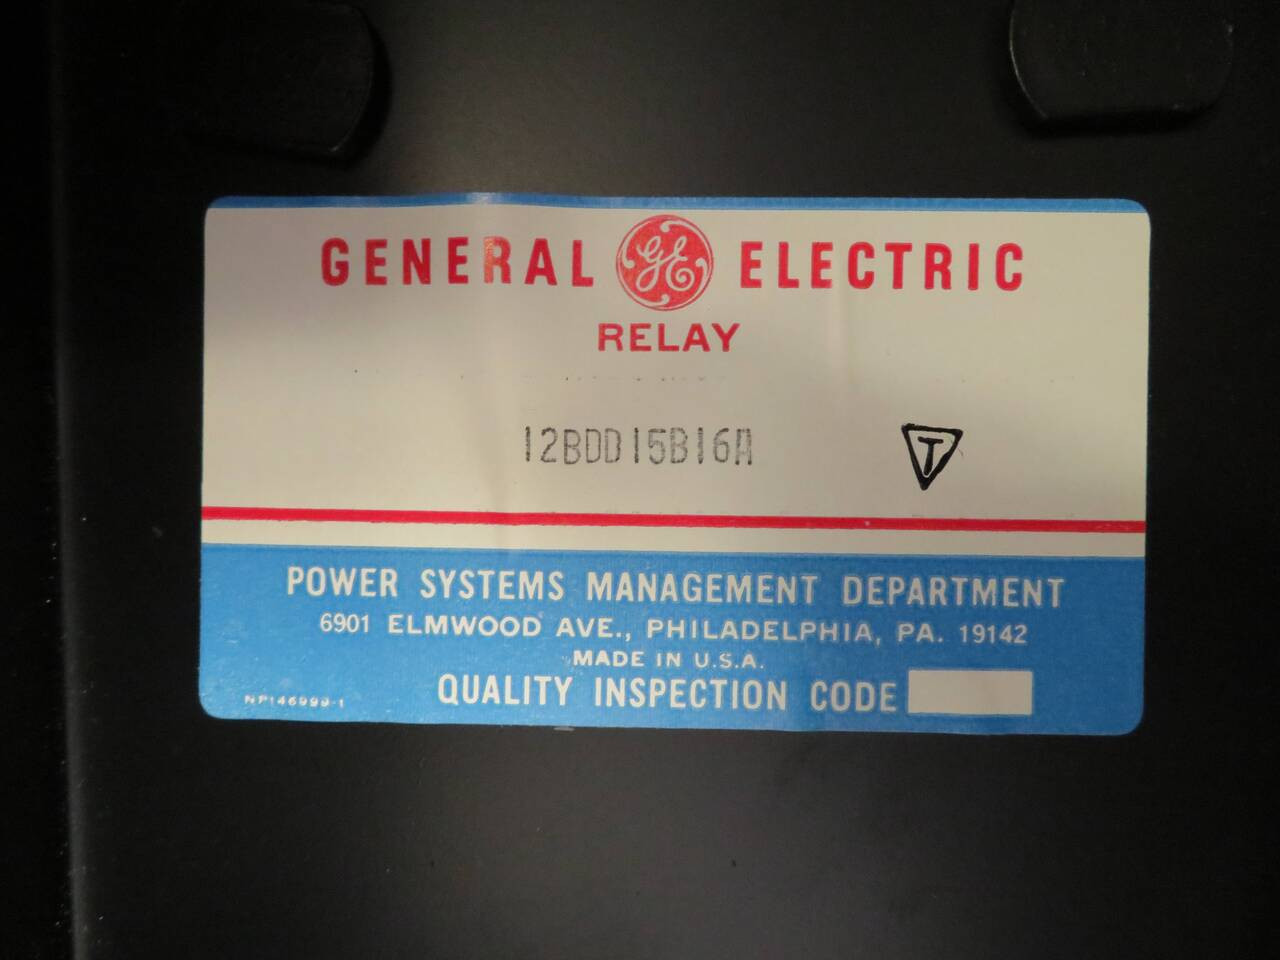 GENERAL GE ELECTRIC
RELAY
12BDD15B16A
T
POWER SYSTEMS MANAGEMENT DEPARTMENT
6901 ELMWOOD AVE., PHILADELPHIA, PA. 19142
MADE IN U.S.A.
QUALITY INSPECTION CODE